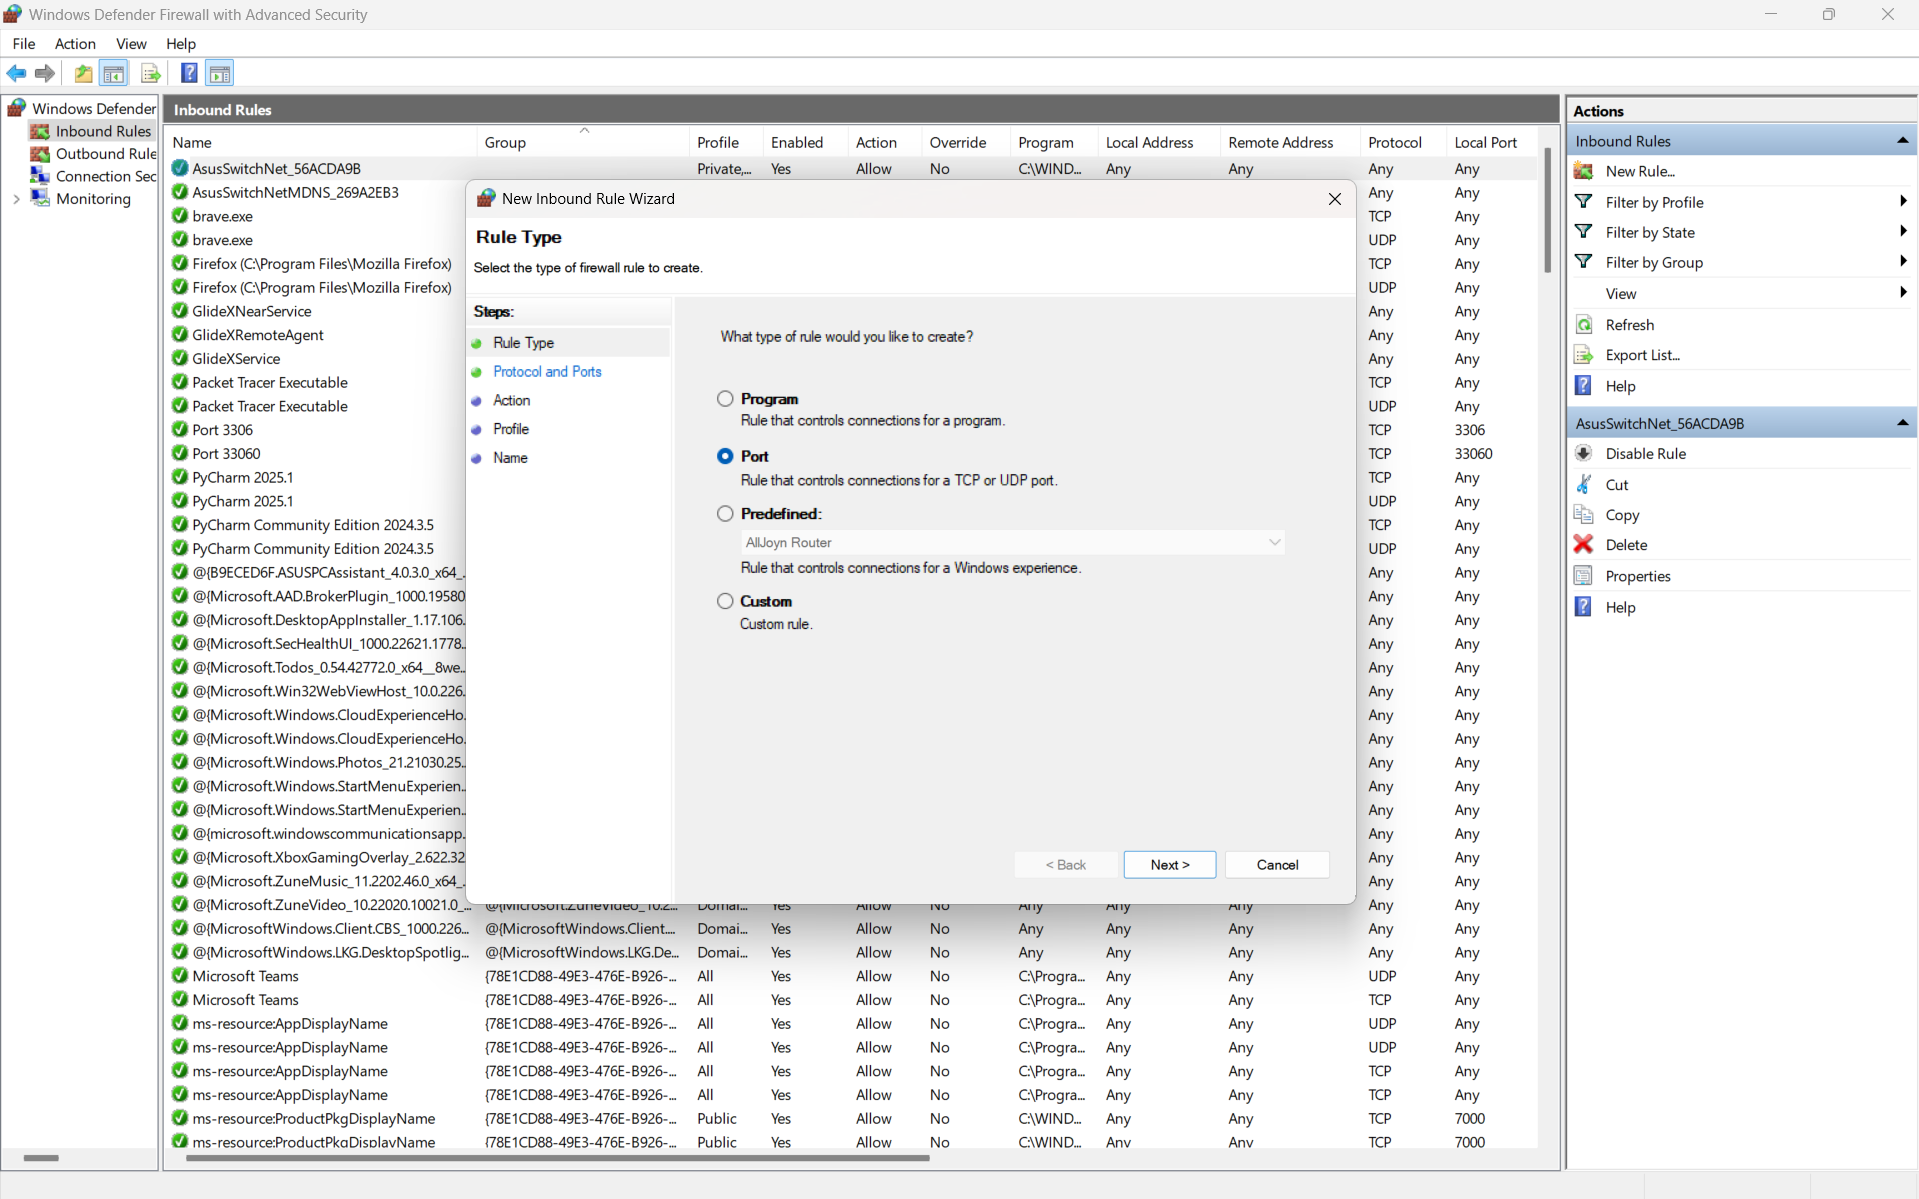 Windows Defender Firewall with Advanced Security
File Action View Help
Windows Defender
Inbound Rules
Outbound Rule
Connection Sec
Monitoring
Inbound Rules
Name Group Profile Enabled Action Override Program Local Address Remote Address Protocol Local Port
AsusSwitchNet_56ACDA9B Private,... Yes Allow No C:\WIND... Any Any Any Any
AsusSwitchNetMDNS_269A2EB3 Any Any
brave.exe TCP Any
brave.exe UDP Any
Firefox (C:\Program Files\Mozilla Firefox) TCP Any
Firefox (C:\Program Files\Mozilla Firefox) UDP Any
GlideXNearService Any Any
GlideXRemoteAgent Any Any
GlideXService Any Any
Packet Tracer Executable TCP Any
Packet Tracer Executable UDP Any
Port 3306 TCP 3306
Port 33060 TCP 33060
PyCharm 2025.1 TCP Any
PyCharm 2025.1 UDP Any
PyCharm Community Edition 2024.3.5 TCP Any
PyCharm Community Edition 2024.3.5 UDP Any
@{B9ECED6F.ASUSPCAssistant_4.0.3.0_x64_. Any Any
@{Microsoft.AAD.BrokerPlugin_1000.19580 Any Any
@{Microsoft.DesktopAppInstaller_1.17.106. Any Any
@{Microsoft.SecHealthUI_1000.22621.1778.. Any Any
@{Microsoft.Todos_0.54.42772.0_x64__8we.. Any Any
@{Microsoft.Win32WebViewHost_10.0.226. Any Any
@{Microsoft.Windows.CloudExperienceHo. Any Any
@{Microsoft.Windows.CloudExperienceHo. Any Any
@{Microsoft.Windows.Photos_21.21030.25.. Any Any
@{Microsoft.Windows.StartMenuExperien.. Any Any
@{Microsoft.Windows.StartMenuExperien.. Any Any
@{microsoft.windowscommunicationsapp. Any Any
@{Microsoft.XboxGamingOverlay_2.622.32 Any Any
@{Microsoft.ZuneMusic_11.2202.46.0_x64_. Any Any
@{Microsoft.ZuneVideo_10.22020.10021.0_... @{Microsoft.ZuneVideo_10.2... Domai... Yes Allow No Any Any Any Any Any
@{MicrosoftWindows.Client.CBS_1000.226... @{MicrosoftWindows.Client.... Domai... Yes Allow No Any Any Any Any Any
@{MicrosoftWindows.LKG.DesktopSpotlig... @{MicrosoftWindows.LKG.De... Domai... Yes Allow No Any Any Any Any Any
Microsoft Teams {78E1CD88-49E3-476E-B926-... All Yes Allow No C:\Progra... Any Any UDP Any
Microsoft Teams {78E1CD88-49E3-476E-B926-... All Yes Allow No C:\Progra... Any Any TCP Any
ms-resource:AppDisplayName {78E1CD88-49E3-476E-B926-... All Yes Allow No C:\Progra... Any Any UDP Any
ms-resource:AppDisplayName {78E1CD88-49E3-476E-B926-... All Yes Allow No C:\Progra... Any Any UDP Any
ms-resource:AppDisplayName {78E1CD88-49E3-476E-B926-... All Yes Allow No C:\Progra... Any Any TCP Any
ms-resource:AppDisplayName {78E1CD88-49E3-476E-B926-... All Yes Allow No C:\Progra... Any Any TCP Any
ms-resource:ProductPkgDisplayName {78E1CD88-49E3-476E-B926-... Public Yes Allow No C:\WIND... Any Any TCP 7000
ms-resource:ProductPkgDisplayName {78E1CD88-49E3-476E-B926-... Public Yes Allow No C:\WIND... Any Any TCP 7000
New Inbound Rule Wizard
Rule Type
Select the type of firewall rule to create.
Steps:
Rule Type
Protocol and Ports
Action
Profile
Name
What type of rule would you like to create?
Program
Rule that controls connections for a program.
Port
Rule that controls connections for a TCP or UDP port.
Predefined:
AllJoyn Router
Rule that controls connections for a Windows experience.
Custom
Custom rule.
< Back Next > Cancel
Actions
Inbound Rules
New Rule...
Filter by Profile
Filter by State
Filter by Group
View
Refresh
Export List...
Help
AsusSwitchNet_56ACDA9B
Disable Rule
Cut
Copy
Delete
Properties
Help